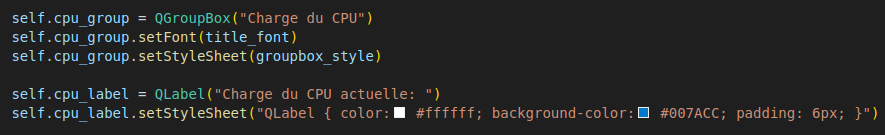 self.cpu_group = QGroupBox("Charge du CPU")
self.cpu_group.setFont(title_font)
self.cpu_group.setStyleSheet(groupbox_style)
self.cpu_label = QLabel("Charge du CPU actuelle: ")
self.cpu_label.setStyleSheet("QLabel { color: #ffffff; background-color: #007ACC; padding: 6px; }")